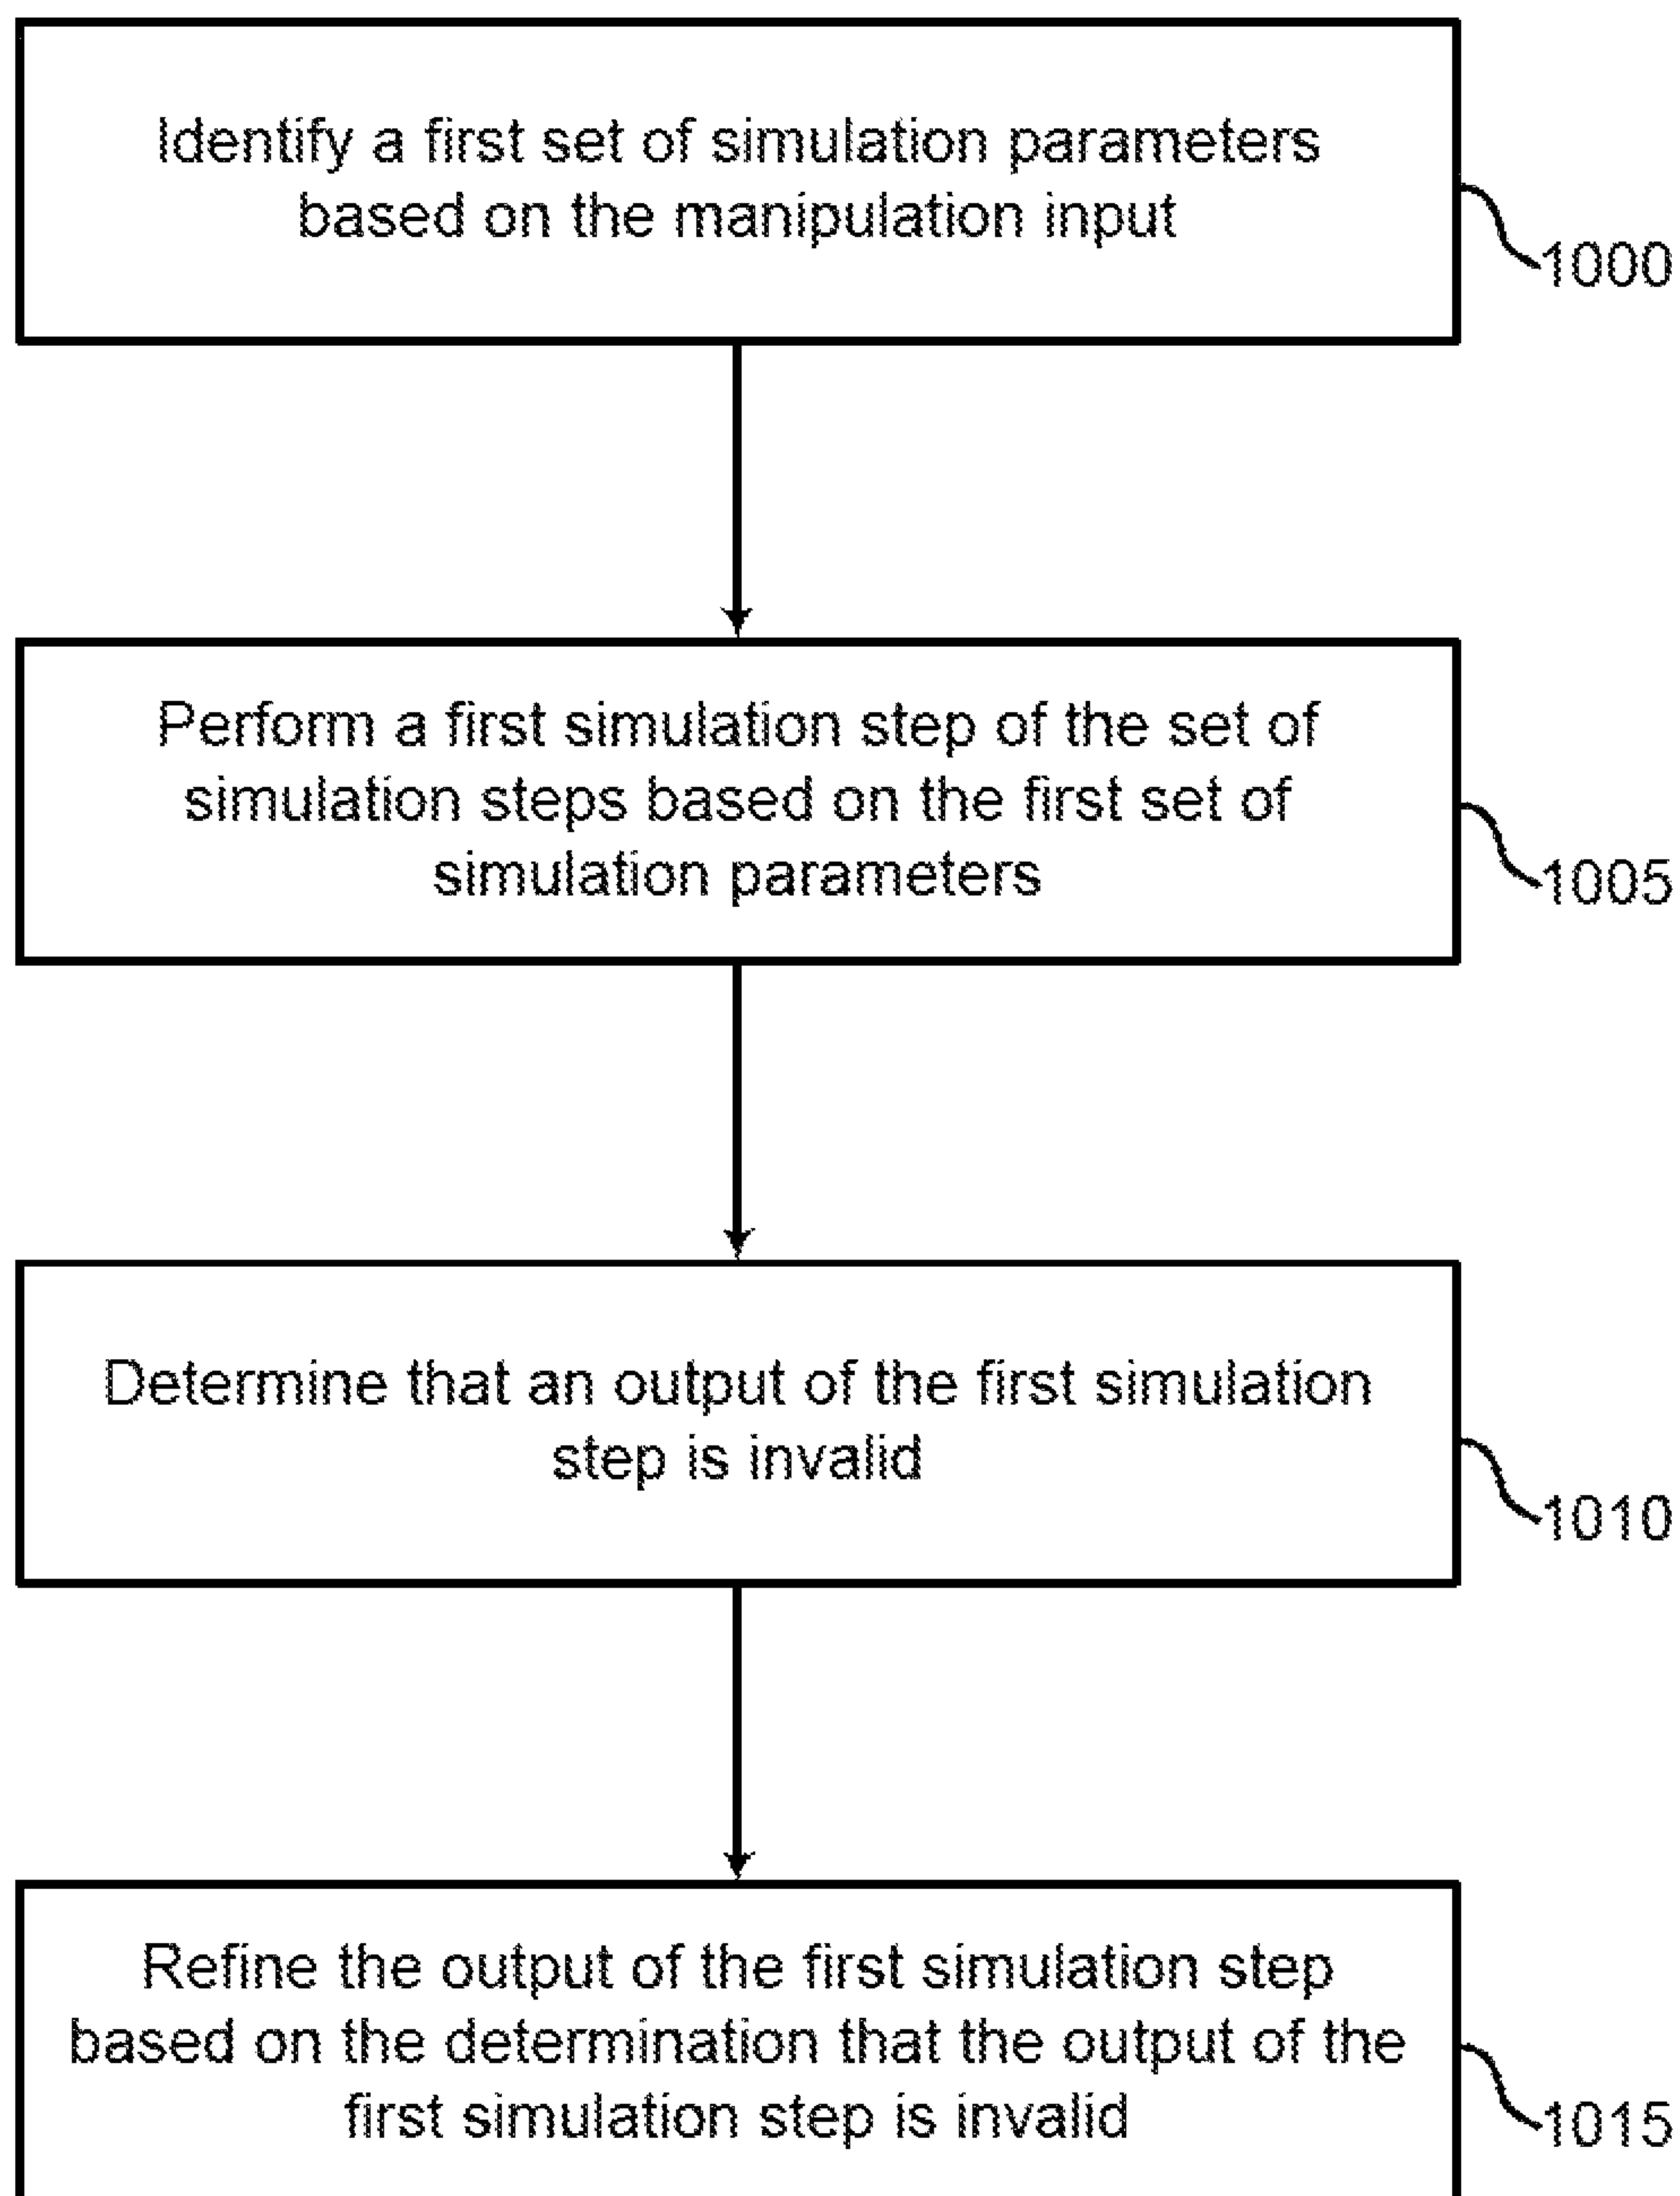 Identify a first set of simulation parameters
based on the manipulation input
1000
Perform a first simulation step of the set of
simulation steps based on the first set of
simulation parameters
1005
Determine that an output of the first simulation
step is invalid
1010
Refine the output of the first simulation step
based on the determination that the output of the
first simulation step is invalid
1015